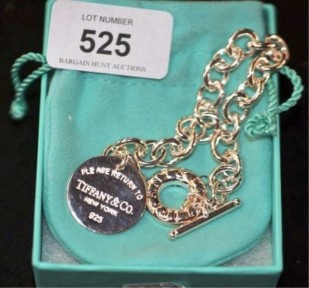 LOT NUMBER
525
BARGAIN HUNT AUCTIONS
PLEASE RETURN TO
TIFFANY & CO.
NEW YORK
925